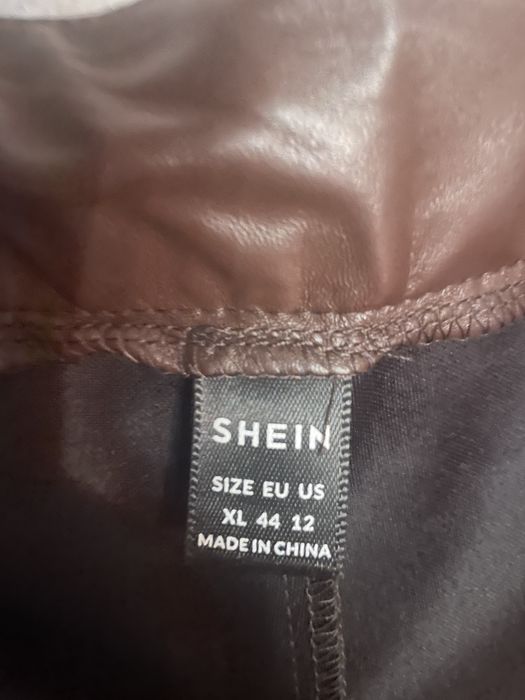 SHEIN
SIZE EU US
XL 44 12
MADE IN CHINA